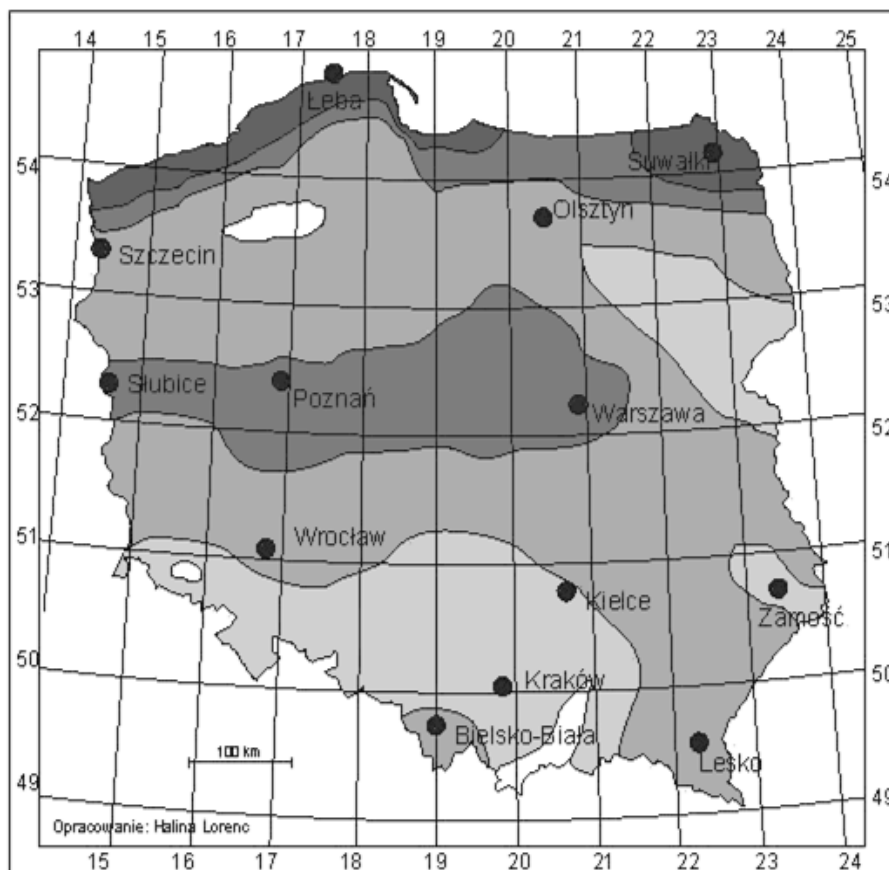 14 15 16 17 18 19 20 21 22 23 24 25
Łeba
54 54
Suwałki
Olsztyn
Szczecin
53 53
Słubice
Poznań
Warszawa
52 52
Wrocław
51 51
Kielce
Zamość
50 50
Kraków
Bielsko-Biała
100 km
Lesko
49 49
Opracowanie: Halina Lorenc
15 16 17 18 19 20 21 22 23 24